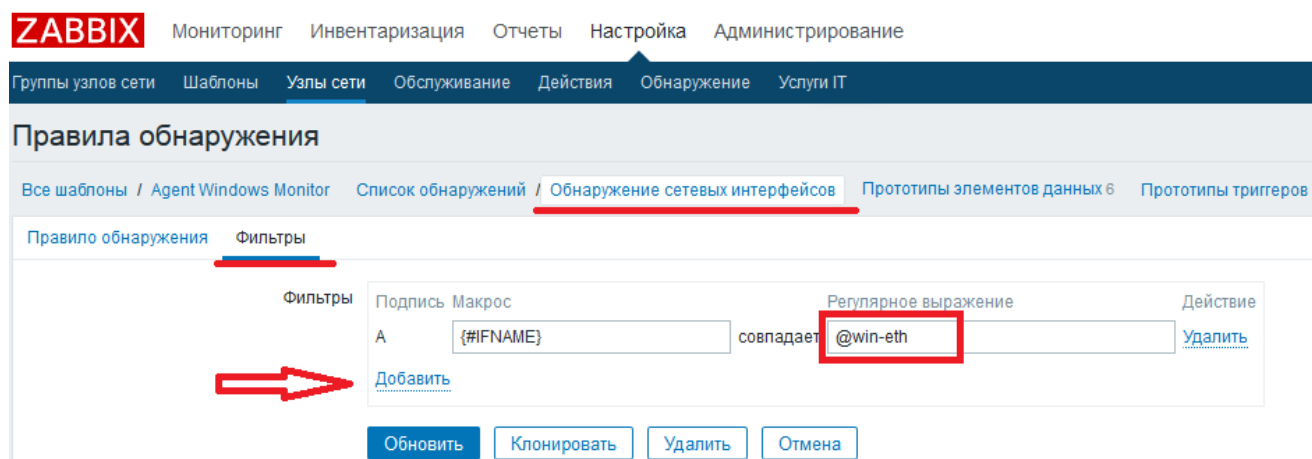 ZABBIX Мониторинг Инвентаризация Отчеты Настройка Администрирование
Группы узлов сети Шаблоны Узлы сети Обслуживание Действия Обнаружение Услуги IT
Правила обнаружения
Все шаблоны / Agent Windows Monitor Список обнаружений / Обнаружение сетевых интерфейсов Прототипы элементов данных 6 Прототипы триггеров
Правило обнаружения Фильтры
Фильтры Подпись Макрос Регулярное выражение Действие
A {#IFNAME} совпадает @win-eth Удалить
Добавить
Обновить Клонировать Удалить Отмена